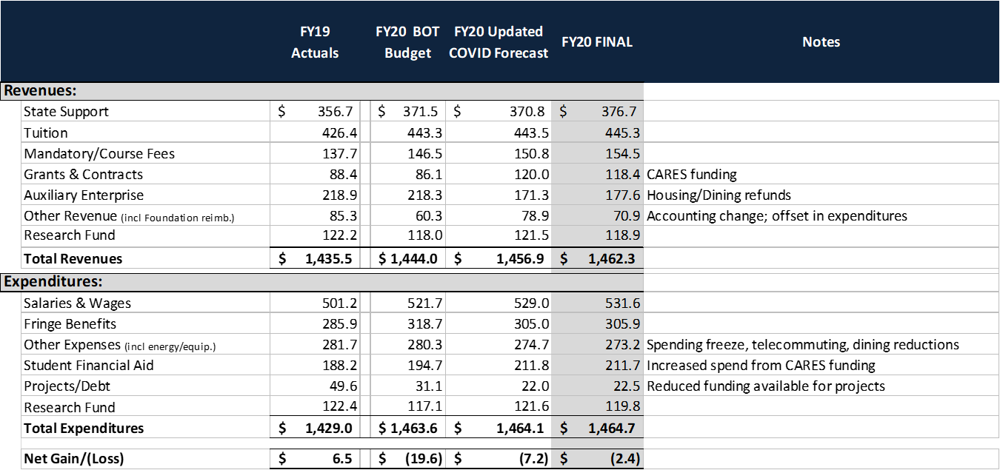 FY19 Actuals FY20 BOT Budget FY20 Updated COVID Forecast FY20 FINAL Notes
Revenues:
State Support $ 356.7 $ 371.5 $ 370.8 $ 376.7
Tuition 426.4 443.3 443.5 445.3
Mandatory/Course Fees 137.7 146.5 150.8 154.5
Grants & Contracts 88.4 86.1 120.0 118.4 CARES funding
Auxiliary Enterprise 218.9 218.3 171.3 177.6 Housing/Dining refunds
Other Revenue (incl Foundation reimb.) 85.3 60.3 78.9 70.9 Accounting change; offset in expenditures
Research Fund 122.2 118.0 121.5 118.9
Total Revenues $ 1,435.5 $ 1,444.0 $ 1,456.9 $ 1,462.3
Expenditures:
Salaries & Wages 501.2 521.7 529.0 531.6
Fringe Benefits 285.9 318.7 305.0 305.9
Other Expenses (incl energy/equip.) 281.7 280.3 274.7 273.2 Spending freeze, telecommuting, dining reductions
Student Financial Aid 188.2 194.7 211.8 211.7 Increased spend from CARES funding
Projects/Debt 49.6 31.1 22.0 22.5 Reduced funding available for projects
Research Fund 122.4 117.1 121.6 119.8
Total Expenditures $ 1,429.0 $ 1,463.6 $ 1,464.1 $ 1,464.7
Net Gain/(Loss) $ 6.5 $ (19.6) $ (7.2) $ (2.4)